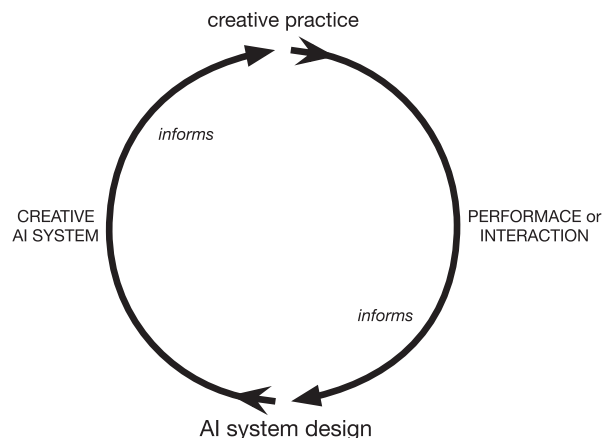 creative practice
informs
CREATIVE
AI SYSTEM
PERFORMACE or
INTERACTION
informs
AI system design